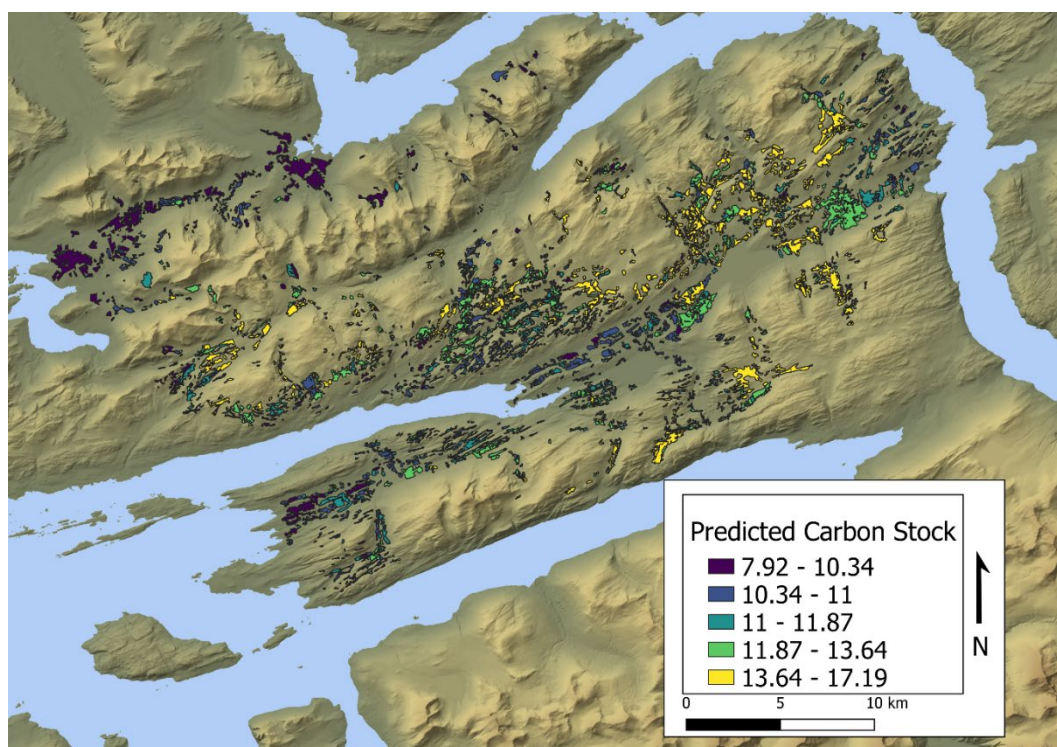 Predicted Carbon Stock
7.92 - 10.34
10.34 - 11
11 - 11.87
11.87 - 13.64
13.64 - 17.19
N
0 5 10 km